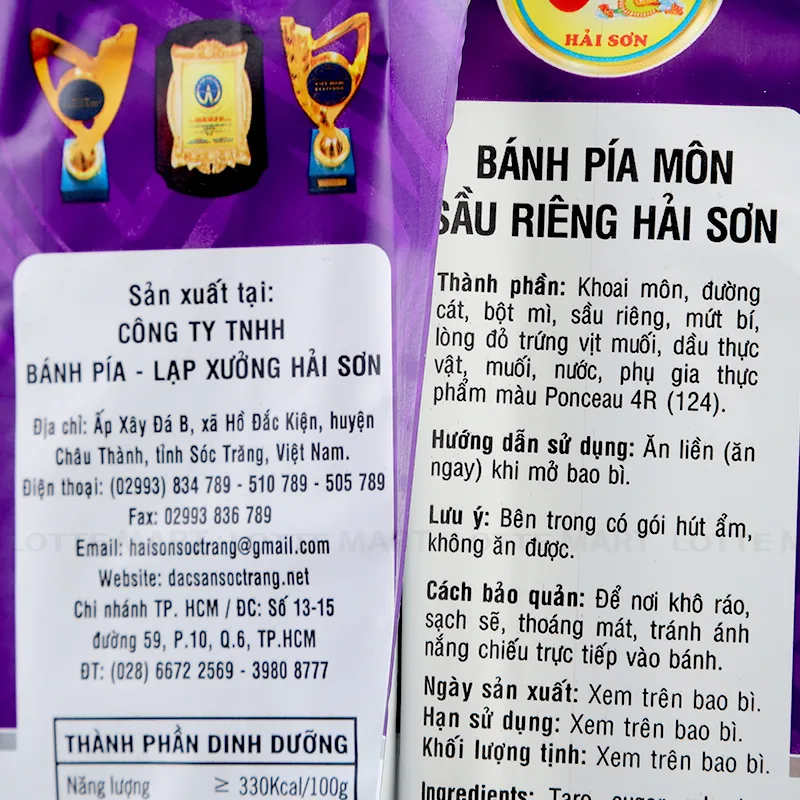 HẢI SƠN
Sản xuất tại:
CÔNG TY TNHH
BÁNH PÍA - LẠP XƯỞNG HẢI SƠN
Địa chỉ: Ấp Xây Đá B, xã Hồ Đắc Kiện, huyện
Châu Thành, tỉnh Sóc Trăng, Việt Nam.
Điện thoại: (02993) 834 789 - 510 789 - 505 789
Fax: 02993 836 789
Email: haisonsoctrang@gmail.com
Website: dacsansoctrang.net
Chi nhánh TP. HCM / ĐC: Số 13-15
đường 59, P.10, Q.6, TP.HCM
ĐT: (028) 6672 2569 - 3980 8777
THÀNH PHẦN DINH DƯỠNG
Năng lượng ≥ 330Kcal/100g
BÁNH PÍA MÔN
SẦU RIÊNG HẢI SƠN
Thành phần: Khoai môn, đường
cát, bột mì, sầu riêng, mứt bí,
lòng đỏ trứng vịt muối, dầu thực
vật, muối, nước, phụ gia thực
phẩm màu Ponceau 4R (124).
Hướng dẫn sử dụng: Ăn liền (ăn
ngay) khi mở bao bì.
Lưu ý: Bên trong có gói hút ẩm,
không ăn được.
Cách bảo quản: Để nơi khô ráo,
sạch sẽ, thoáng mát, tránh ánh
nắng chiếu trực tiếp vào bánh.
Ngày sản xuất: Xem trên bao bì.
Hạn sử dụng: Xem trên bao bì.
Khối lượng tịnh: Xem trên bao bì.
Ingredients: Taro, sugar
LOTTE MART LOTTE MART LOTTE M